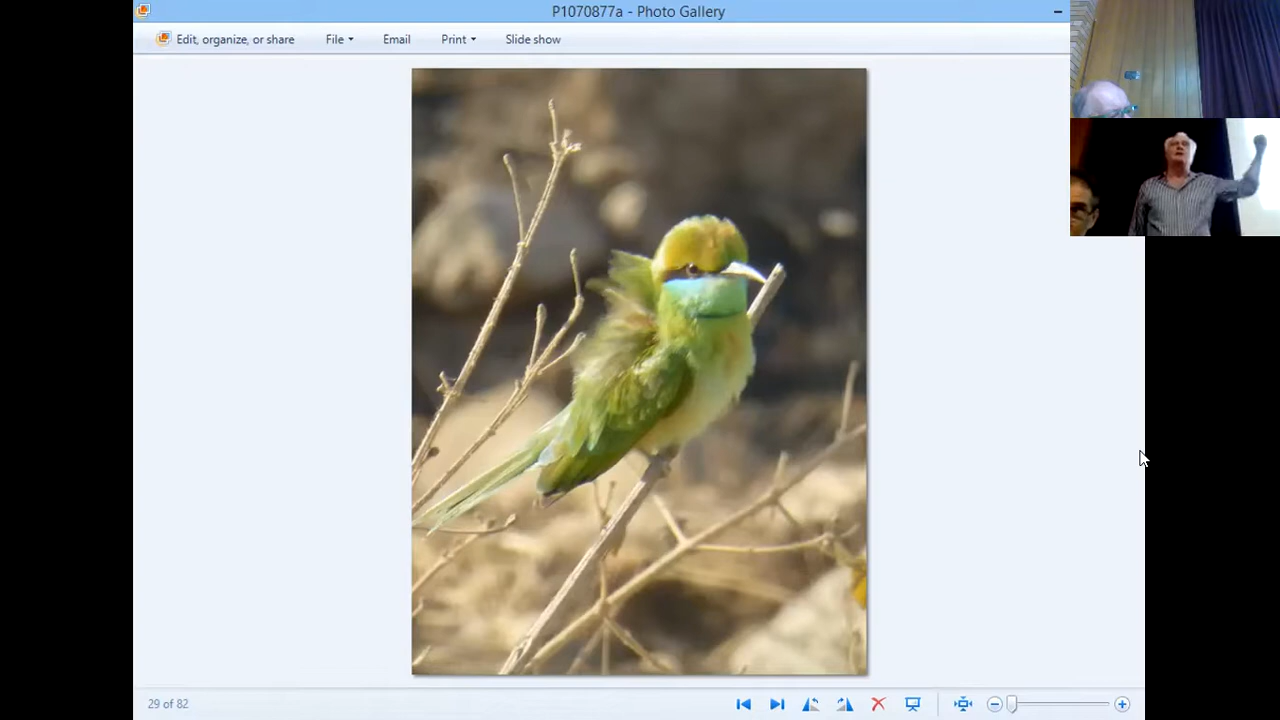 P1070877a - Photo Gallery
Edit, organize, or share File Email Print Slide show
29 of 82